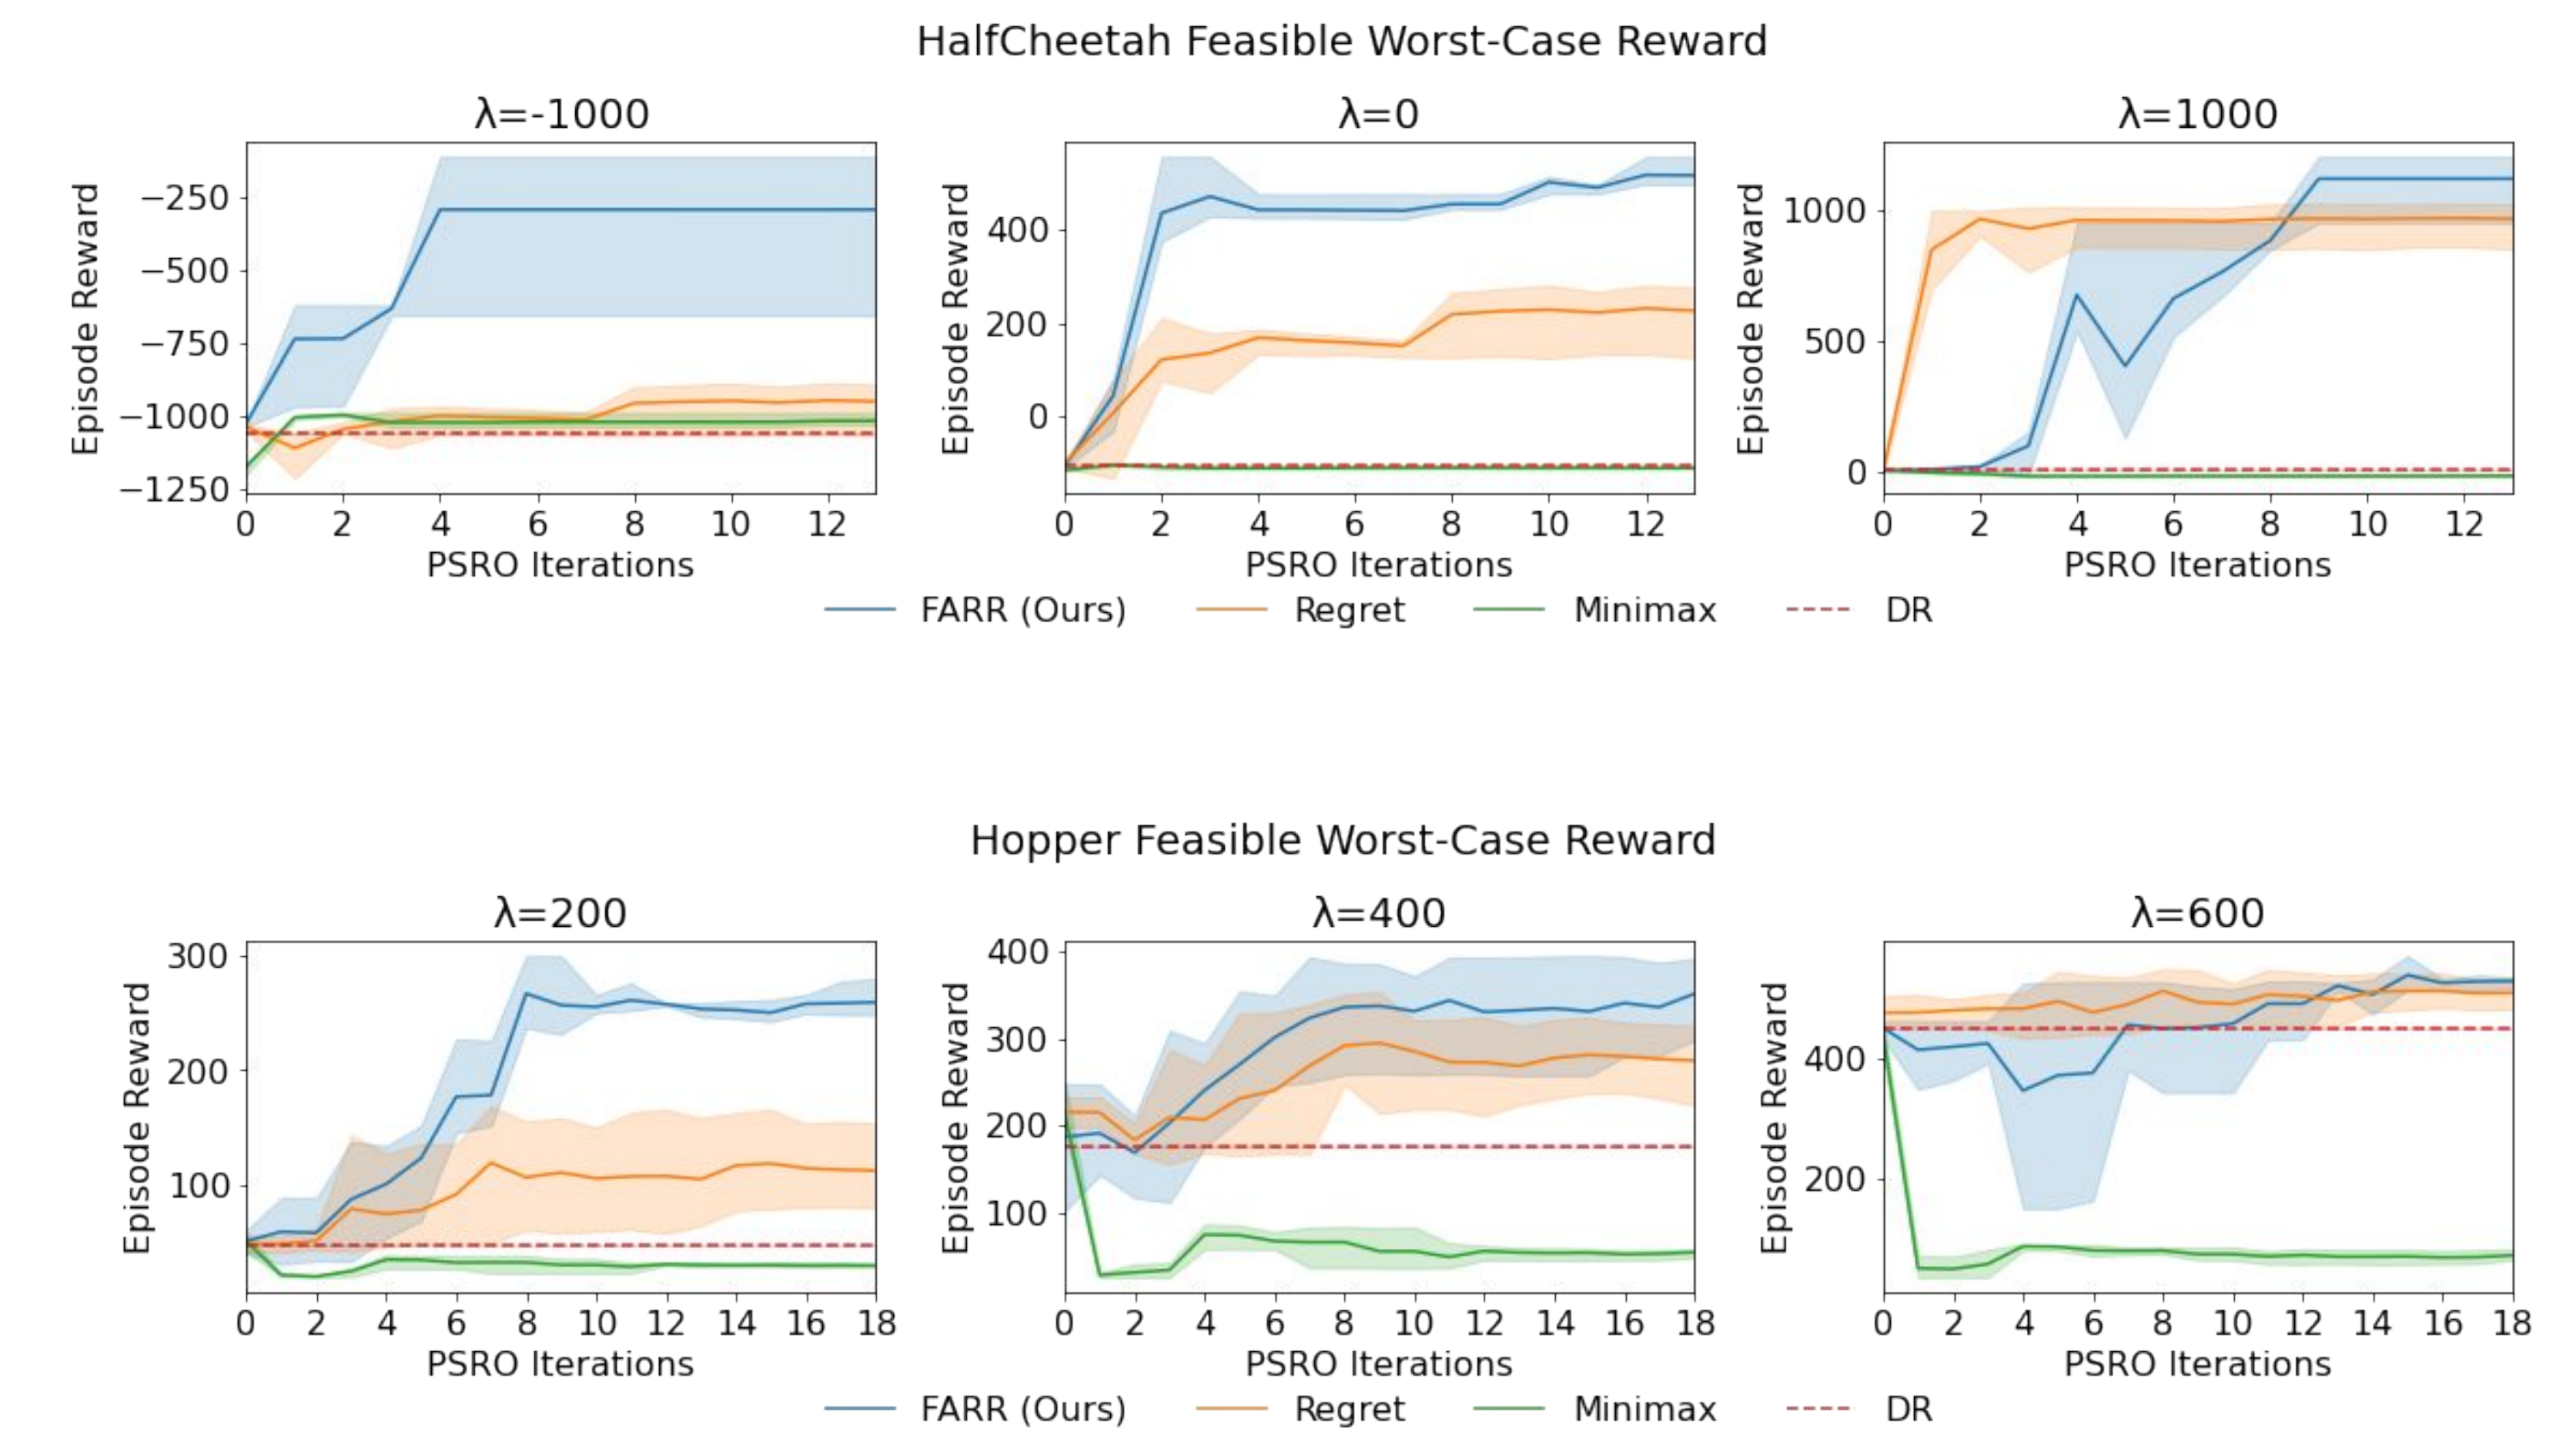 HalfCheetah Feasible Worst-Case Reward
λ=-1000
Episode Reward
−250
−500
−750
−1000
−1250
0 2 4 6 8 10 12
PSRO Iterations
λ=0
Episode Reward
400
200
0
0 2 4 6 8 10 12
PSRO Iterations
λ=1000
Episode Reward
1000
500
0
0 2 4 6 8 10 12
PSRO Iterations
FARR (Ours) Regret Minimax DR
Hopper Feasible Worst-Case Reward
λ=200
Episode Reward
300
200
100
0 2 4 6 8 10 12 14 16 18
PSRO Iterations
λ=400
Episode Reward
400
300
200
100
0 2 4 6 8 10 12 14 16 18
PSRO Iterations
λ=600
Episode Reward
400
200
0 2 4 6 8 10 12 14 16 18
PSRO Iterations
FARR (Ours) Regret Minimax DR